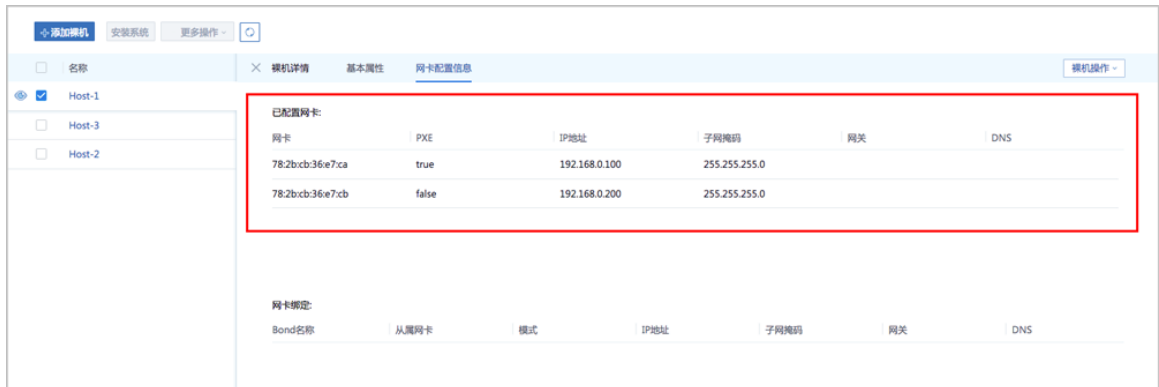 添加裸机 安装系统 更多操作
名称 裸机详情 基本属性 网卡配置信息 裸机操作
Host-1
Host-3
Host-2
已配置网卡:
网卡 PXE IP地址 子网掩码 网关 DNS
78:2b:cb:36:e7:ca true 192.168.0.100 255.255.255.0
78:2b:cb:36:e7:cb false 192.168.0.200 255.255.255.0
网卡绑定:
Bond名称 从属网卡 模式 IP地址 子网掩码 网关 DNS